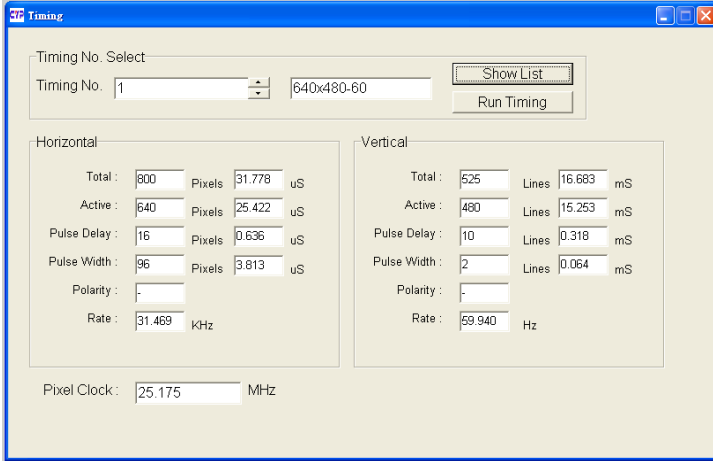 CYP Timing
Timing No. Select
Timing No. 1 640x480-60 Show List
Run Timing
Horizontal
Total : 800 Pixels 31.778 uS
Active : 640 Pixels 25.422 uS
Pulse Delay : 16 Pixels 0.636 uS
Pulse Width : 96 Pixels 3.813 uS
Polarity : -
Rate : 31.469 KHz
Vertical
Total : 525 Lines 16.683 mS
Active : 480 Lines 15.253 mS
Pulse Delay : 10 Lines 0.318 mS
Pulse Width : 2 Lines 0.064 mS
Polarity : -
Rate : 59.940 Hz
Pixel Clock : 25.175 MHz